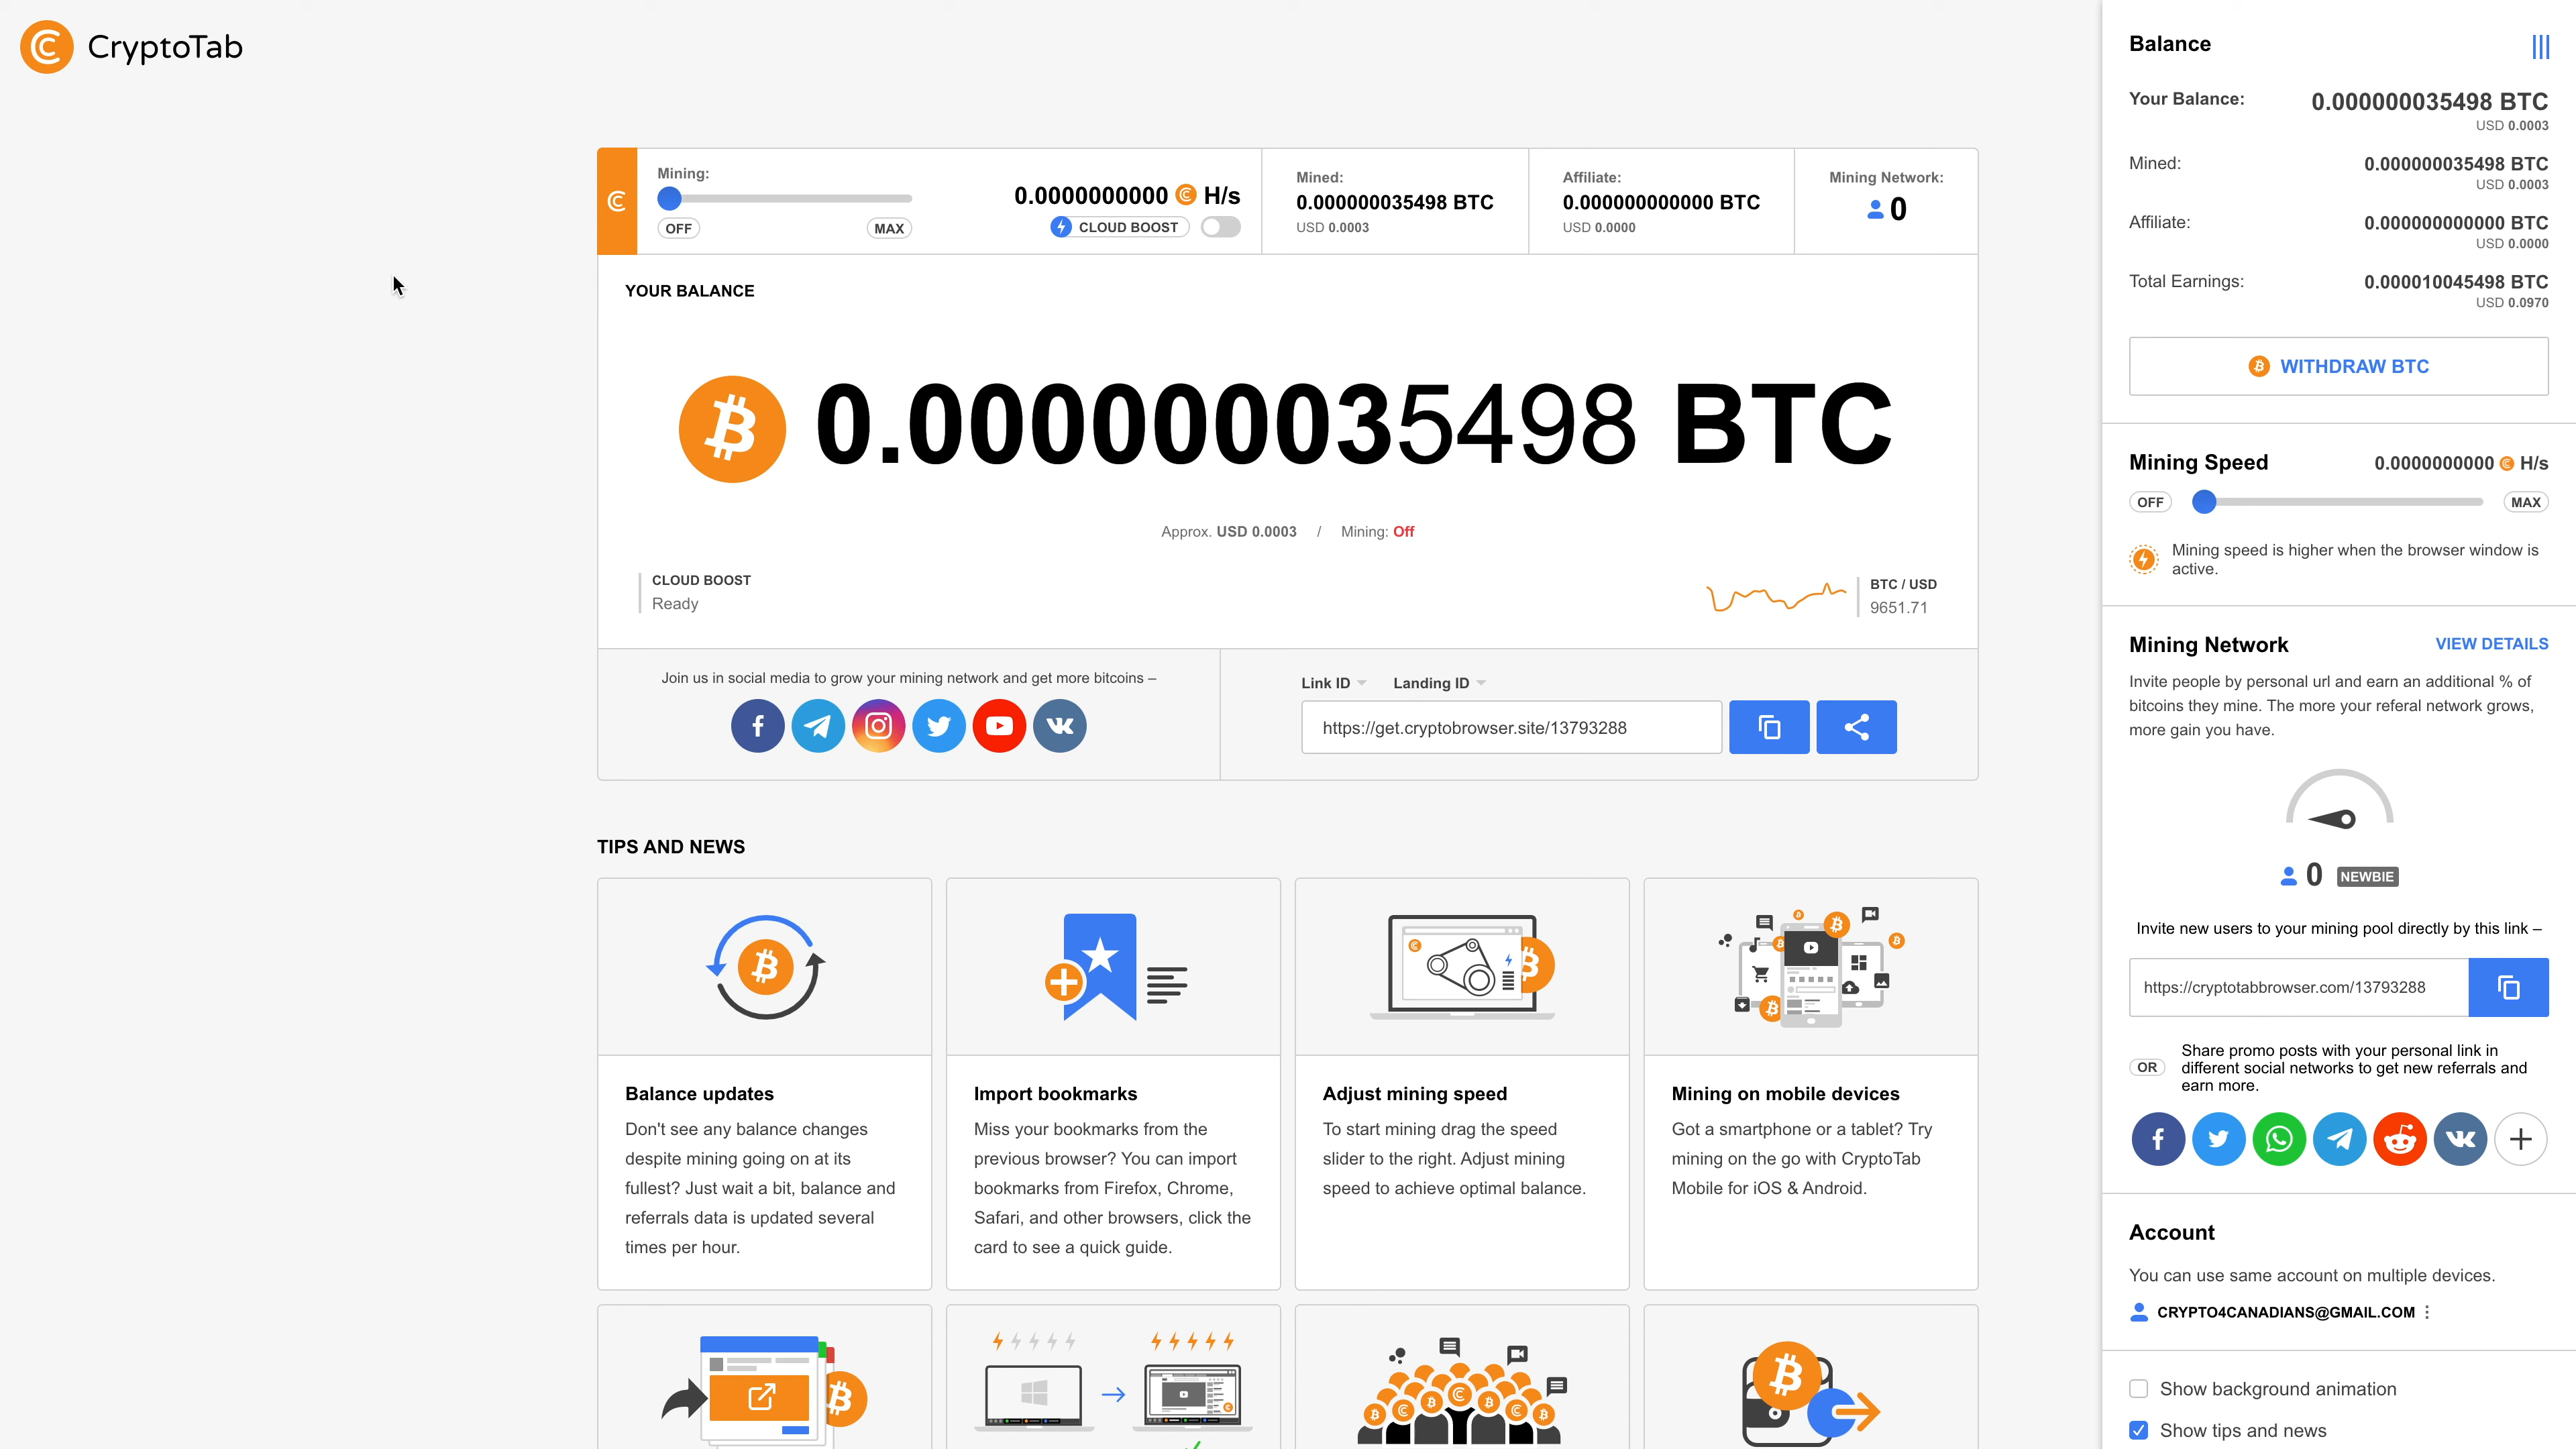 CryptoTab
Mining:
OFF
MAX
0.0000000000 H/s
CLOUD BOOST
Mined:
0.000000035498 BTC
USD 0.0003
Affiliate:
0.000000000000 BTC
USD 0.0000
Mining Network:
0
YOUR BALANCE
0.000000035498 BTC
Approx. USD 0.0003 / Mining: Off
CLOUD BOOST
Ready
BTC / USD
9651.71
Join us in social media to grow your mining network and get more bitcoins –
Link ID
Landing ID
https://get.cryptobrowser.site/13793288
TIPS AND NEWS
Balance updates
Don't see any balance changes
despite mining going on at its
fullest? Just wait a bit, balance and
referrals data is updated several
times per hour.
Import bookmarks
Miss your bookmarks from the
previous browser? You can import
bookmarks from Firefox, Chrome,
Safari, and other browsers, click the
card to see a quick guide.
Adjust mining speed
To start mining drag the speed
slider to the right. Adjust mining
speed to achieve optimal balance.
Mining on mobile devices
Got a smartphone or a tablet? Try
mining on the go with CryptoTab
Mobile for iOS & Android.
Balance
Your Balance: 0.000000035498 BTC
USD 0.0003
Mined: 0.000000035498 BTC
USD 0.0003
Affiliate: 0.000000000000 BTC
USD 0.0000
Total Earnings: 0.000010045498 BTC
USD 0.0970
WITHDRAW BTC
Mining Speed 0.0000000000 H/s
OFF
MAX
Mining speed is higher when the browser window is
active.
Mining Network
VIEW DETAILS
Invite people by personal url and earn an additional % of
bitcoins they mine. The more your referal network grows,
more gain you have.
0 NEWBIE
Invite new users to your mining pool directly by this link –
https://cryptotabbrowser.com/13793288
OR
Share promo posts with your personal link in
different social networks to get new referrals and
earn more.
Account
You can use same account on multiple devices.
CRYPTO4CANADIANS@GMAIL.COM
Show background animation
Show tips and news